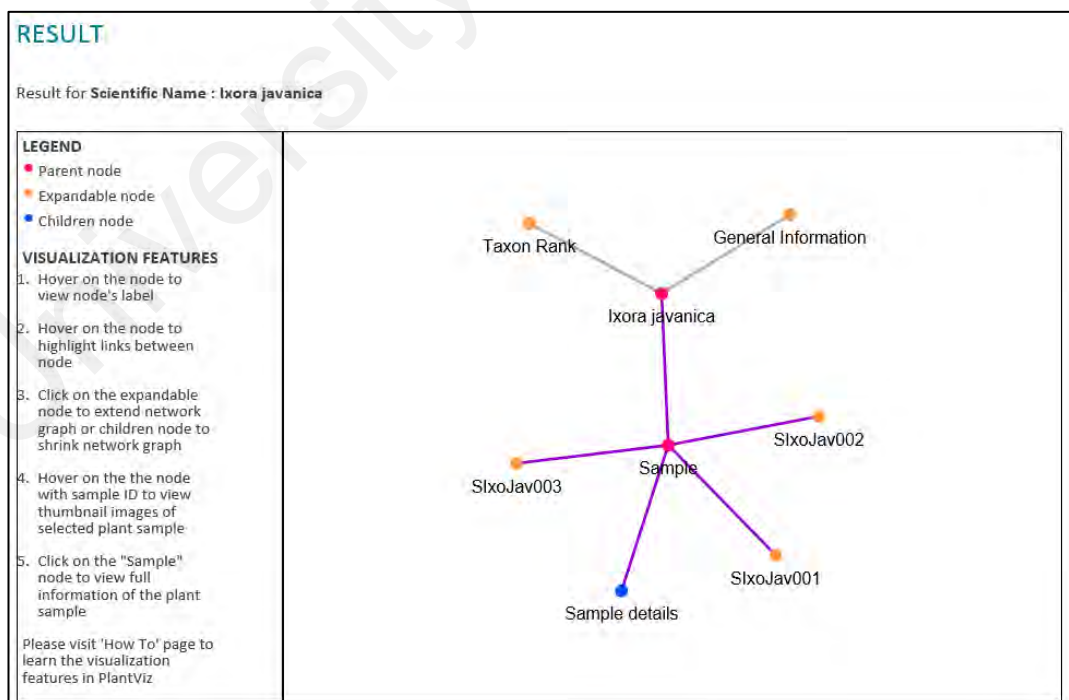 RESULT
Result for Scientific Name : Ixora javanica
LEGEND
Parent node
Expandable node
Children node
VISUALIZATION FEATURES
1. Hover on the node to
view node's label
2. Hover on the node to
highlight links between
node
3. Click on the expandable
node to extend network
graph or children node to
shrink network graph
4. Hover on the the node
with sample ID to view
thumbnail images of
selected plant sample
5. Click on the "Sample"
node to view full
information of the plant
sample
Please visit 'How To' page to
learn the visualization
features in PlantViz
Taxon Rank
General Information
Ixora javanica
SIxoJav002
Sample
SIxoJav003
SIxoJav001
Sample details
University